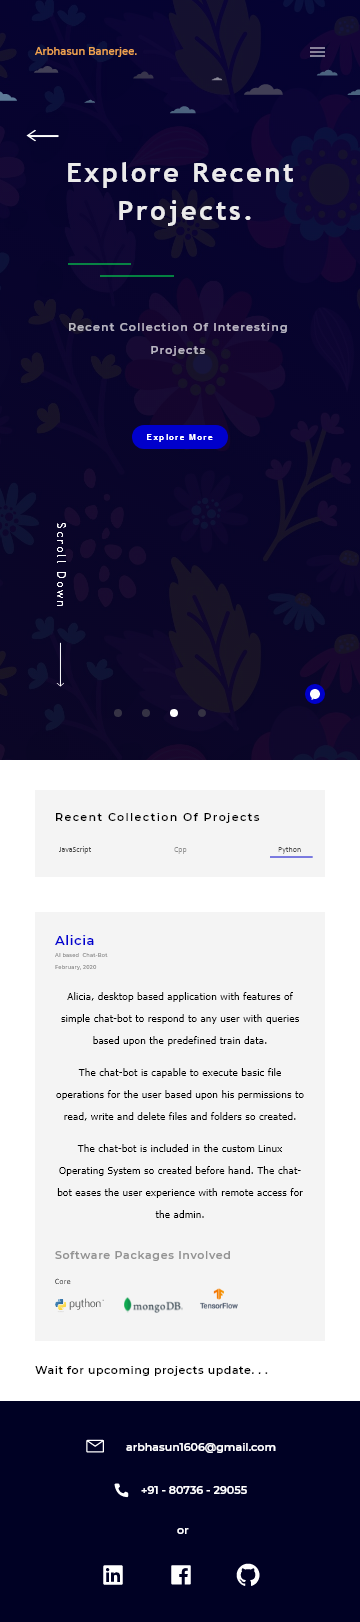 Arbhasun Banerjee.
Explore Recent
Projects.
Recent Collection Of Interesting
Projects
Explore More
Scroll Down
Recent Collection Of Projects
JavaScript Cpp Python
Alicia
AI based Chat-Bot
February, 2020
Alicia, desktop based application with features of
simple chat-bot to respond to any user with queries
based upon the predefined train data.
The chat-bot is capable to execute basic file
operations for the user based upon his permissions to
read, write and delete files and folders so created.
The chat-bot is included in the custom Linux
Operating System so created before hand. The chat-
bot eases the user experience with remote access for
the admin.
Software Packages Involved
Core
python mongoDB. TensorFlow
Wait for upcoming projects update. . .
arbhasun1606@gmail.com
+91 - 80736 - 29055
or